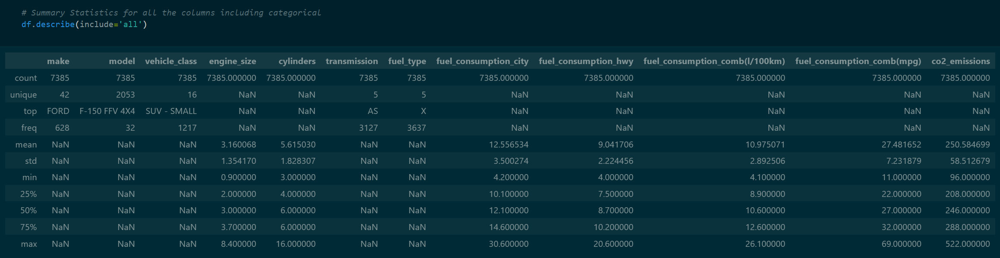 # Summary Statistics for all the columns including categorical
df.describe(include='all')
make model vehicle_class engine_size cylinders transmission fuel_type fuel_consumption_city fuel_consumption_hwy fuel_consumption_comb(l/100km) fuel_consumption_comb(mpg) co2_emissions
count 7385 7385 7385 7385.000000 7385.000000 7385 7385 7385.000000 7385.000000 7385.000000 7385.000000 7385.000000
unique 42 2053 16 NaN NaN 5 5 NaN NaN NaN NaN NaN
top FORD F-150 FFV 4X4 SUV - SMALL NaN NaN AS X NaN NaN NaN NaN NaN
freq 628 32 1217 NaN NaN 3127 3637 NaN NaN NaN NaN NaN
mean NaN NaN NaN 3.160068 5.615030 NaN NaN 12.556534 9.041706 10.975071 27.481652 250.584699
std NaN NaN NaN 1.354170 1.828307 NaN NaN 3.500274 2.224456 2.892506 7.231879 58.512679
min NaN NaN NaN 0.900000 3.000000 NaN NaN 4.200000 4.000000 4.100000 11.000000 96.000000
25% NaN NaN NaN 2.000000 4.000000 NaN NaN 10.100000 7.500000 8.900000 22.000000 208.000000
50% NaN NaN NaN 3.000000 6.000000 NaN NaN 12.100000 8.700000 10.600000 27.000000 246.000000
75% NaN NaN NaN 3.700000 6.000000 NaN NaN 14.600000 10.200000 12.600000 32.000000 288.000000
max NaN NaN NaN 8.400000 16.000000 NaN NaN 30.600000 20.600000 26.100000 69.000000 522.000000